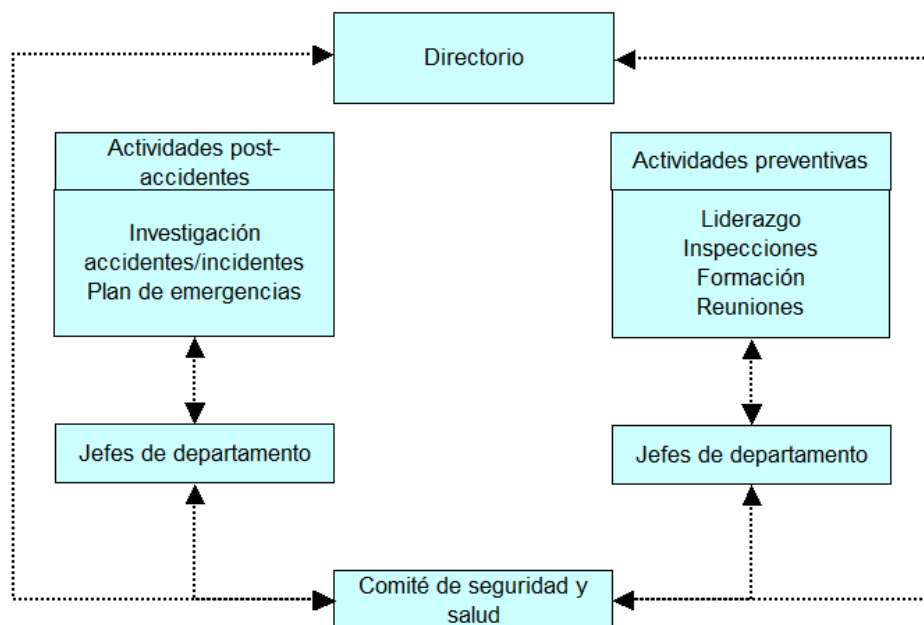 Directorio
Actividades post-
accidentes
Investigación
accidentes/incidentes
Plan de emergencias
Actividades preventivas
Liderazgo
Inspecciones
Formación
Reuniones
Jefes de departamento
Jefes de departamento
Comité de seguridad y
salud